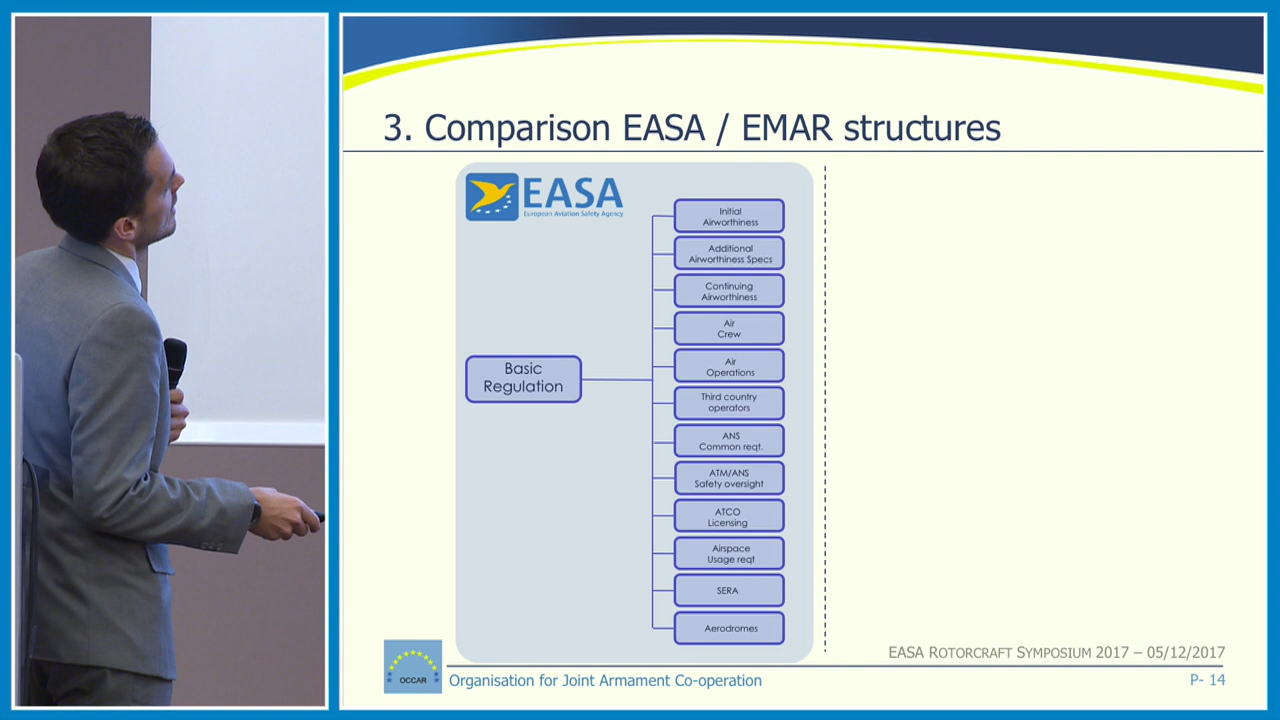 3. Comparison EASA / EMAR structures
EASA
European Aviation Safety Agency
Basic
Regulation
Initial
Airworthiness
Additional
Airworthiness Specs
Continuing
Airworthiness
Air
Crew
Air
Operations
Third country
operators
ANS
Common reqt.
ATM/ANS
Safety oversight
ATCO
Licensing
Airspace
Usage reqt
SERA
Aerodromes
EASA ROTORCRAFT SYMPOSIUM 2017 – 05/12/2017
OCCAR
Organisation for Joint Armament Co-operation
P- 14